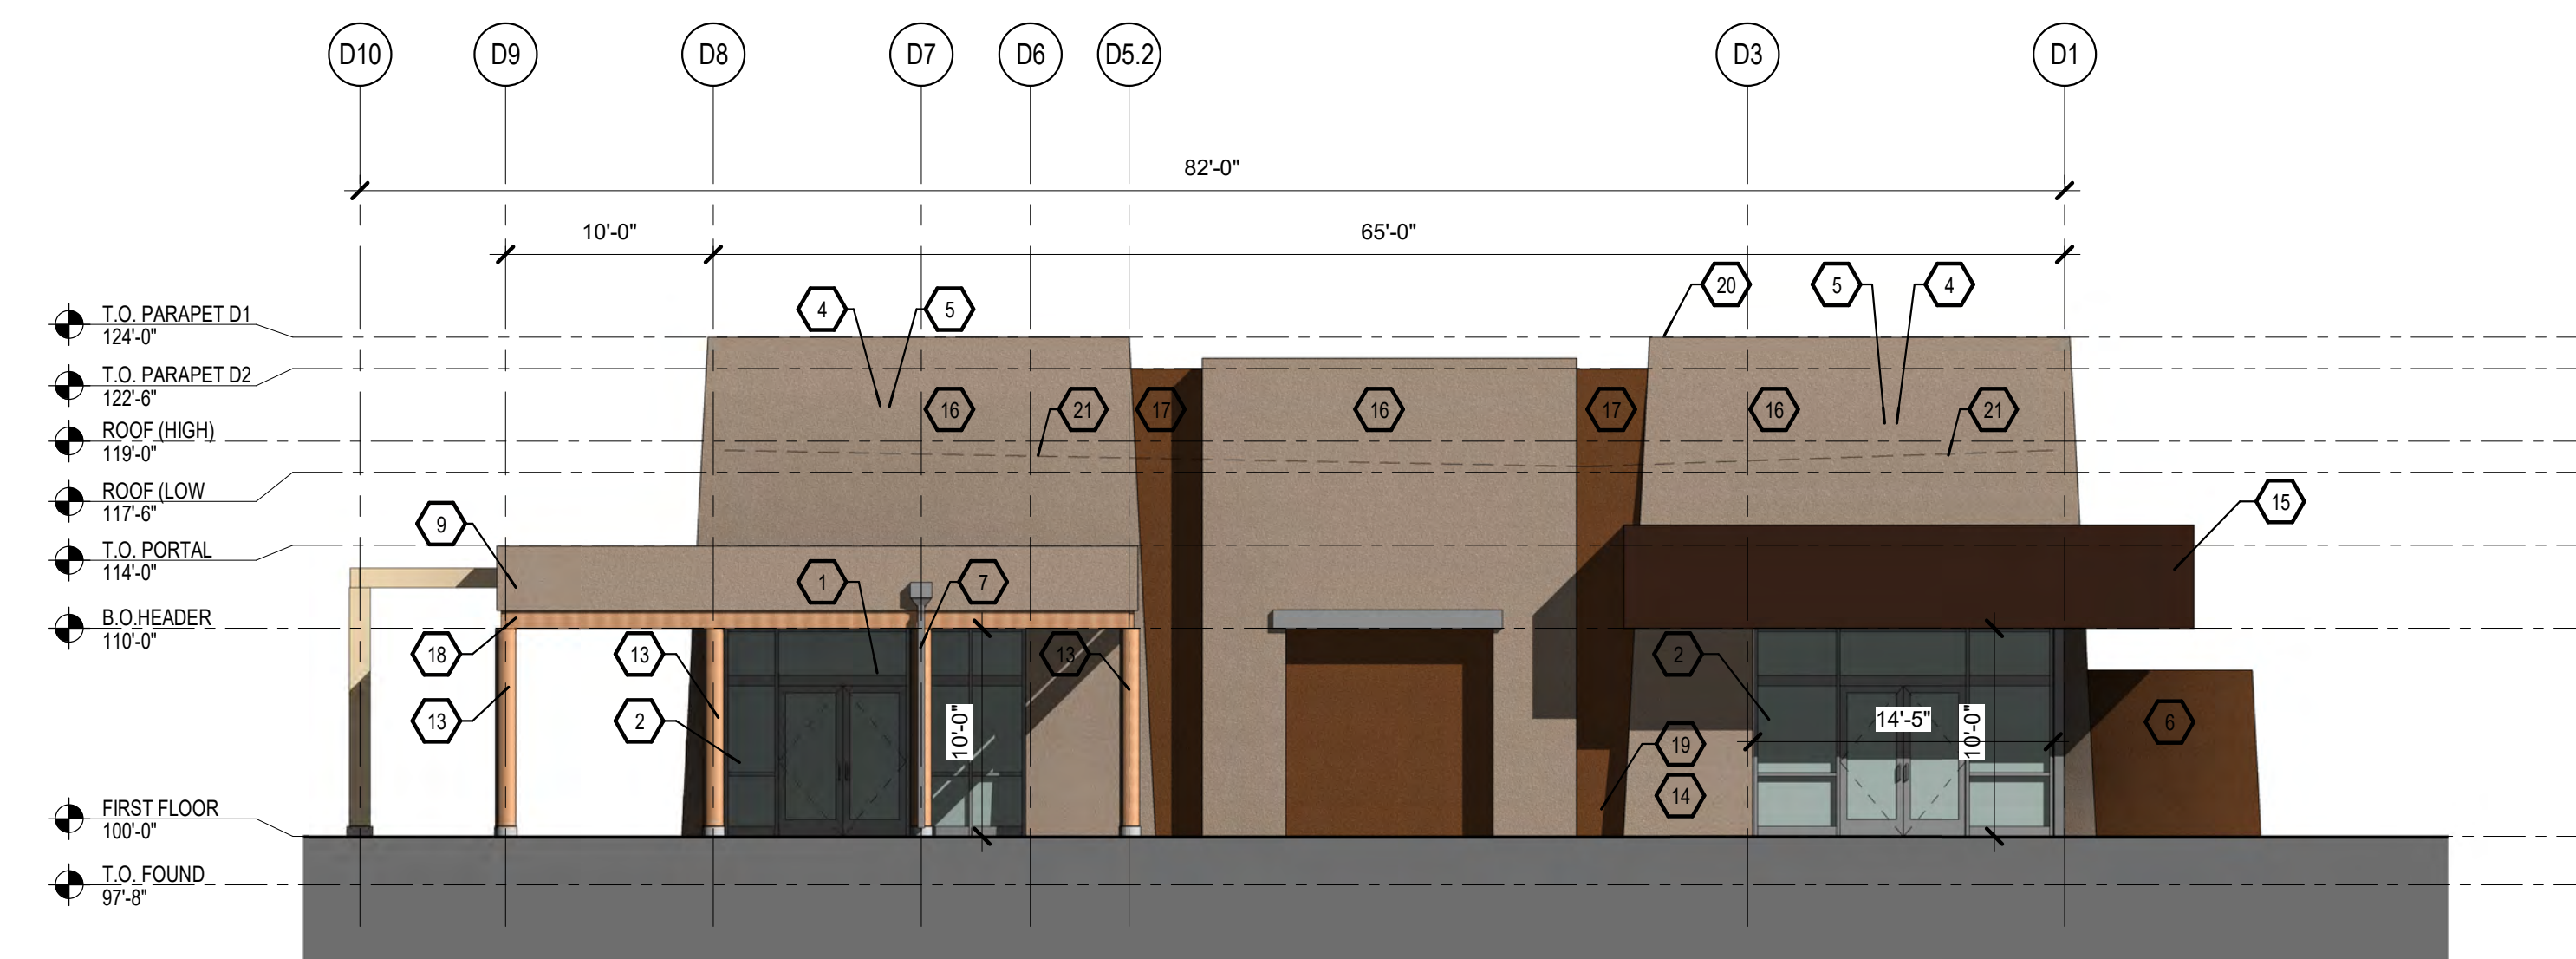 D10 D9 D8 D7 D6 D5.2 D3 D1
82'-0"
10'-0" 65'-0"
20 5 4
4 5
T.O. PARAPET D1
124'-0"
T.O. PARAPET D2
122'-6"
16 21 17 16 17 16 21
ROOF (HIGH)
119'-0"
ROOF (LOW
117'-6"
15
9
T.O. PORTAL
114'-0"
1 7
B.O.HEADER
110'-0"
18 13 13 2
13 2 10'-0" 14'-5" 10'-0" 6
19
14
FIRST FLOOR
100'-0"
T.O. FOUND
97'-8"